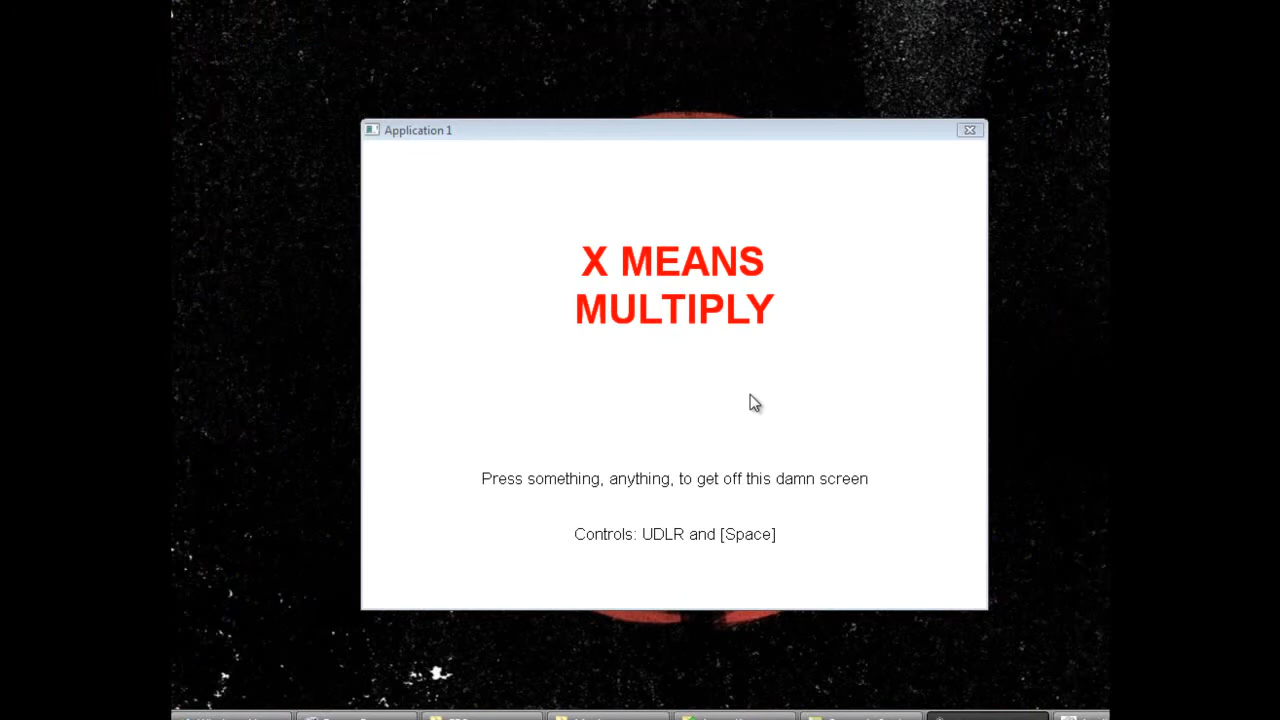 Application 1
X MEANS
MULTIPLY
Press something, anything, to get off this damn screen
Controls: UDLR and [Space]